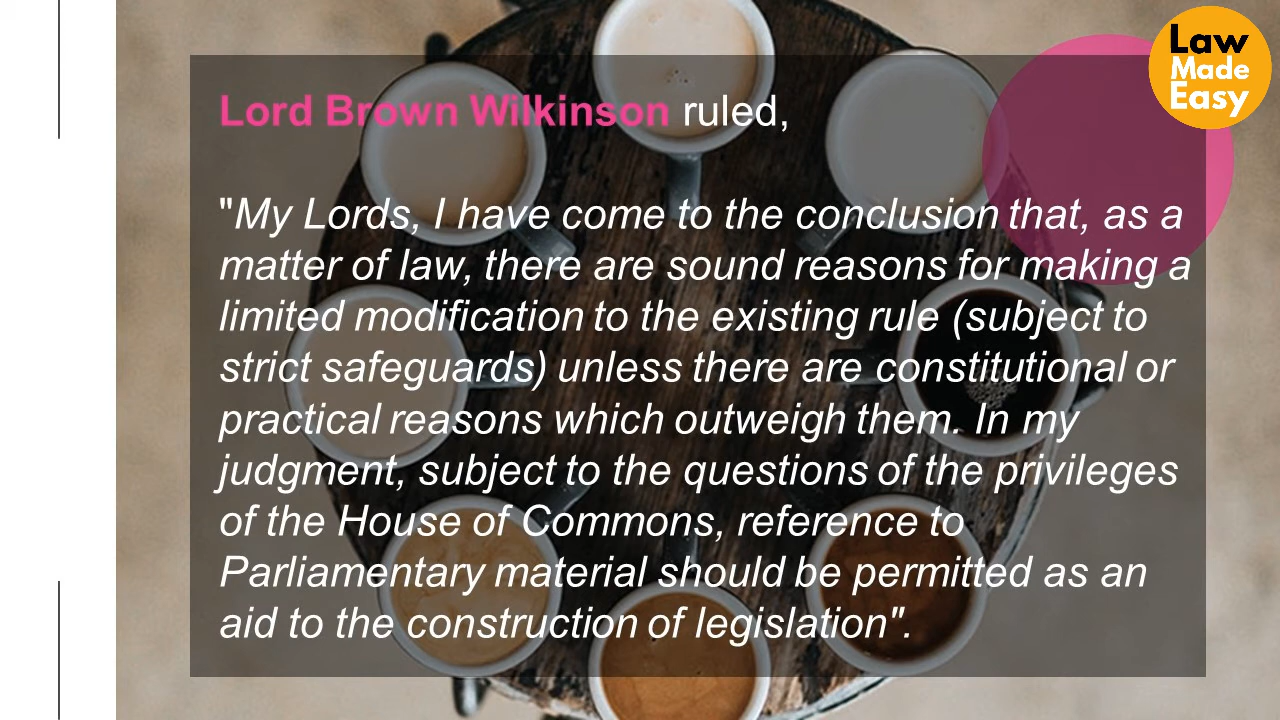 Law
Made
Easy
Lord Brown Wilkinson ruled,
"My Lords, I have come to the conclusion that, as a
matter of law, there are sound reasons for making a
limited modification to the existing rule (subject to
strict safeguards) unless there are constitutional or
practical reasons which outweigh them. In my
judgment, subject to the questions of the privileges
of the House of Commons, reference to
Parliamentary material should be permitted as an
aid to the construction of legislation".